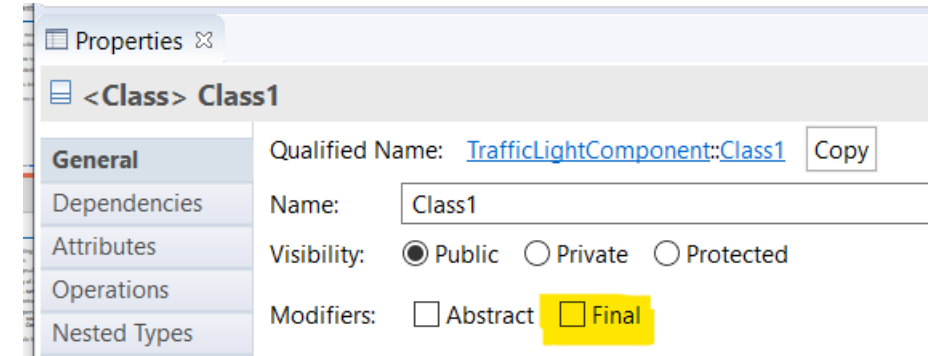 Properties
<Class> Class1
General
Dependencies
Attributes
Operations
Nested Types
Qualified Name: TrafficLightComponent::Class1 Copy
Name: Class1
Visibility: Public Private Protected
Modifiers: Abstract Final